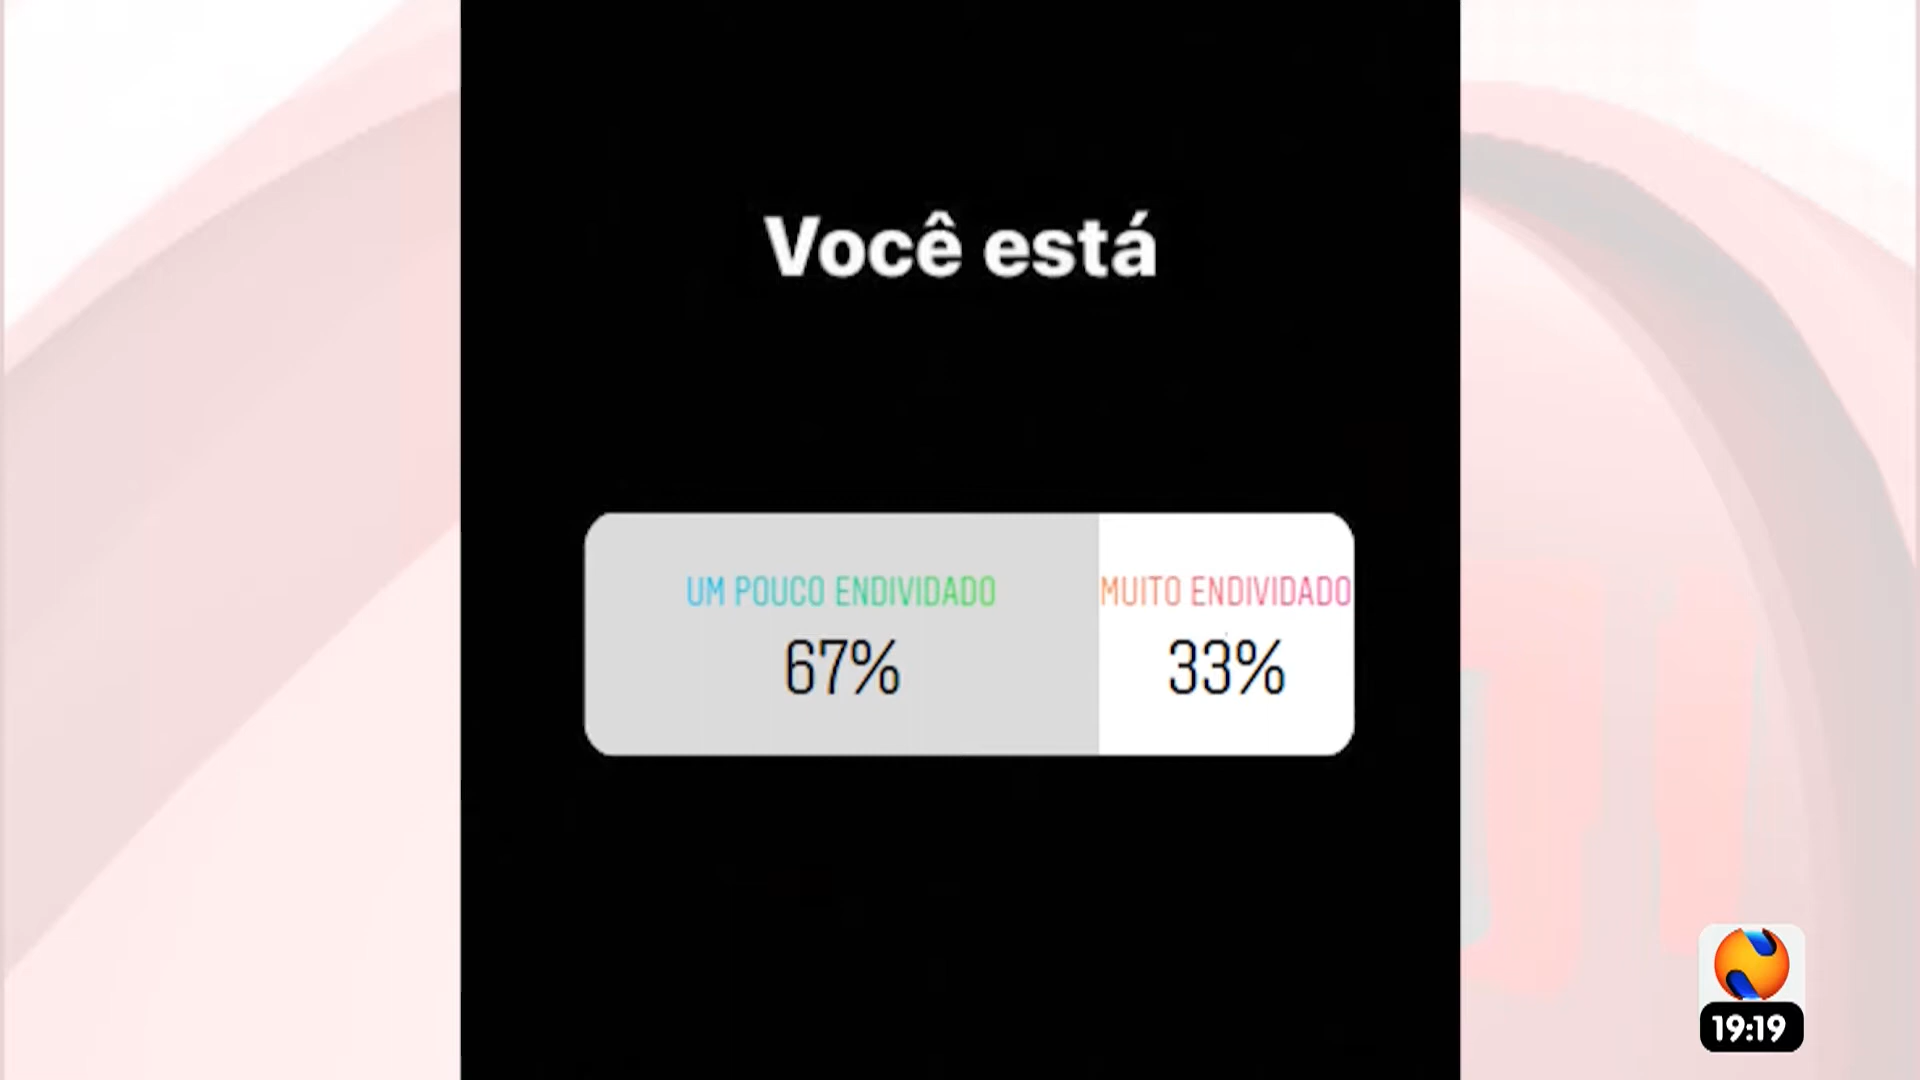 Você está
UM POUCO ENDIVIDADO
67%
MUITO ENDIVIDADO
33%
19:19